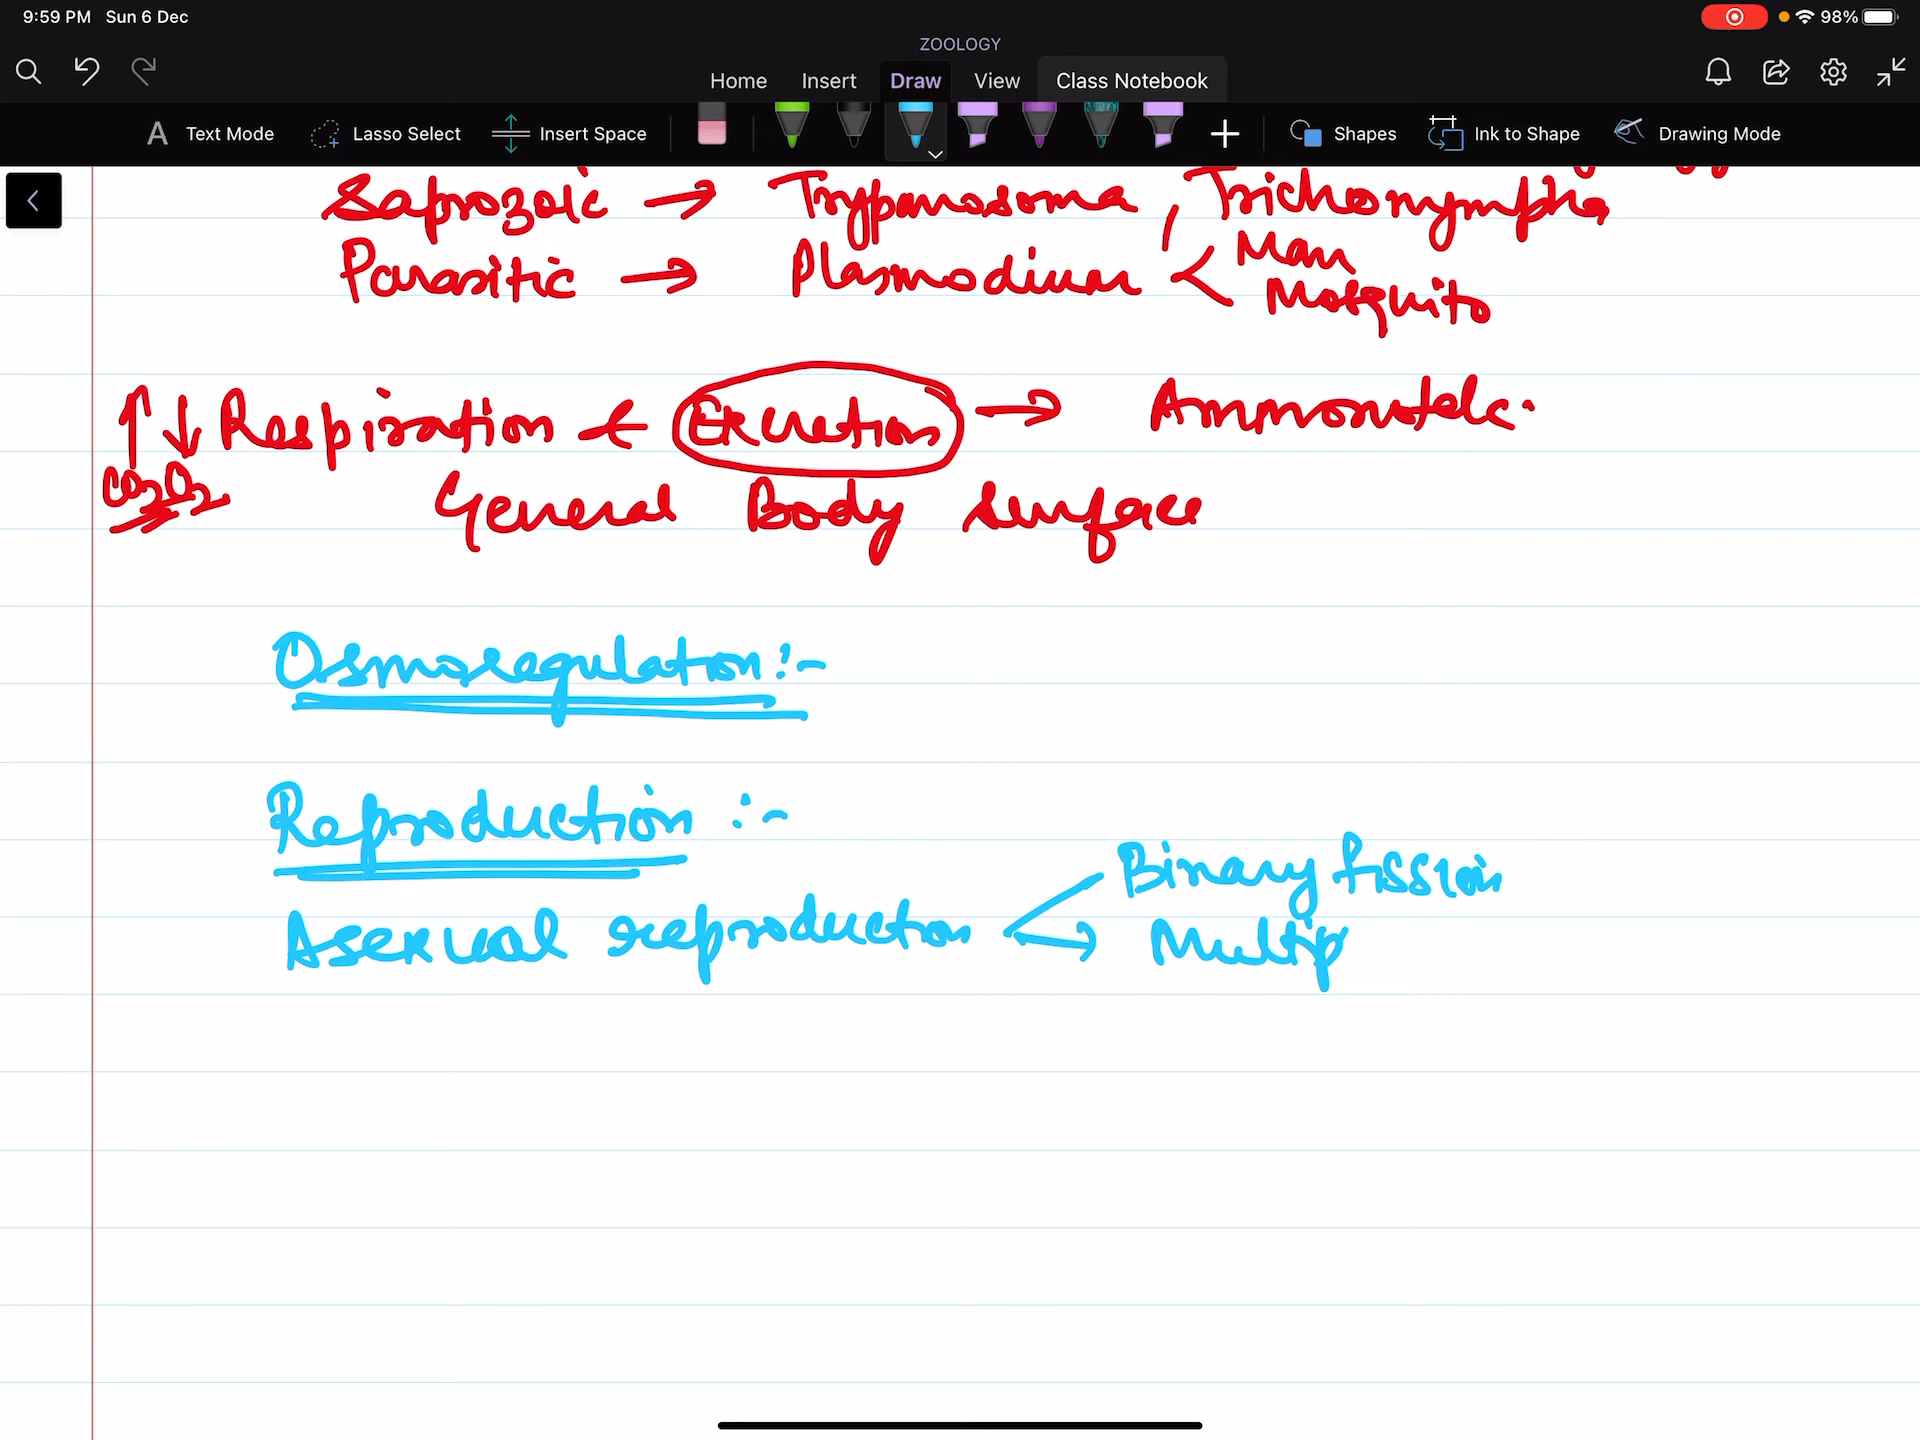 9:59 PM Sun 6 Dec
98%
ZOOLOGY
Home Insert Draw View Class Notebook
A Text Mode Lasso Select Insert Space Shapes Ink to Shape Drawing Mode
Saprozoic → Trypanosoma, Trichonympha
Parasitic → Plasmodium < Man
Mosquito
↑↓ Respiration & Excretion → Ammonotelic.
CO2 O2 General Body surface
Osmoregulation :-
Reproduction :-
Binary fission
Asexual reproduction
Multip